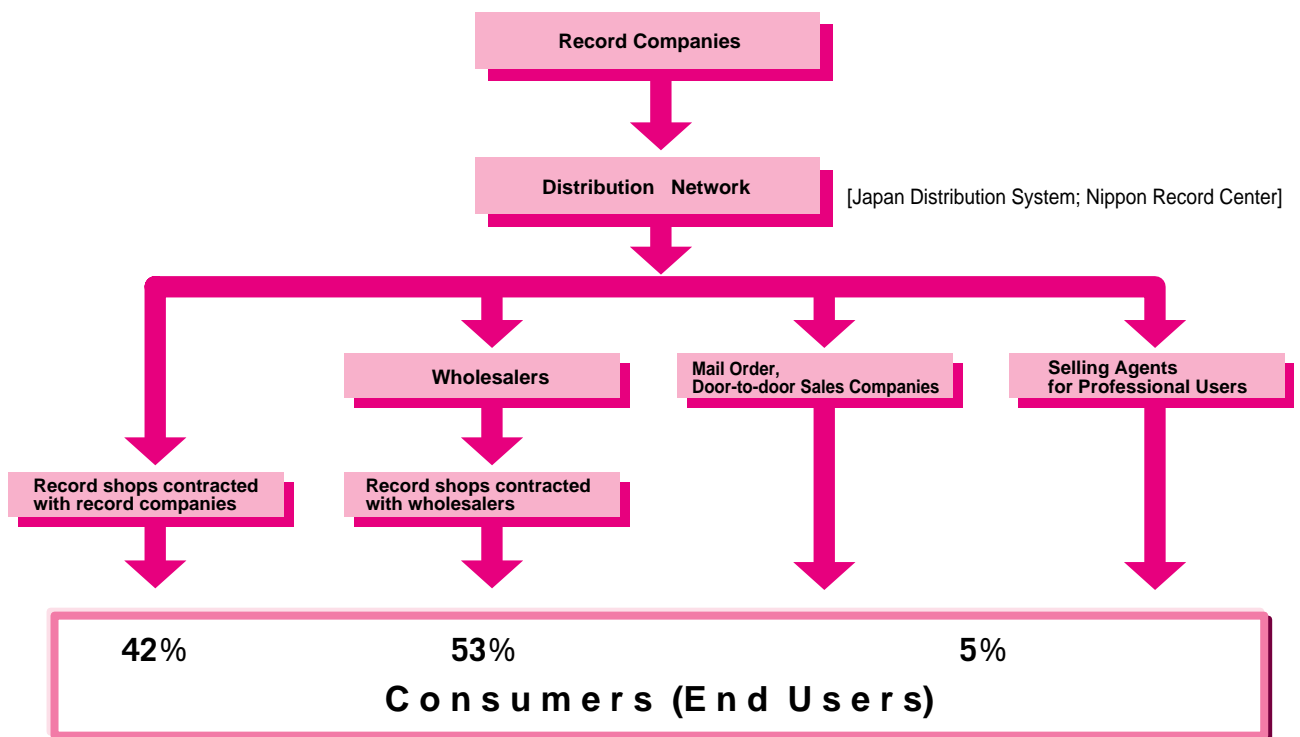 Record Companies
Distribution Network
[Japan Distribution System; Nippon Record Center]
Wholesalers
Mail Order,
Door-to-door Sales Companies
Selling Agents
for Professional Users
Record shops contracted
with record companies
Record shops contracted
with wholesalers
42%
53%
5%
Consumers (End Users)